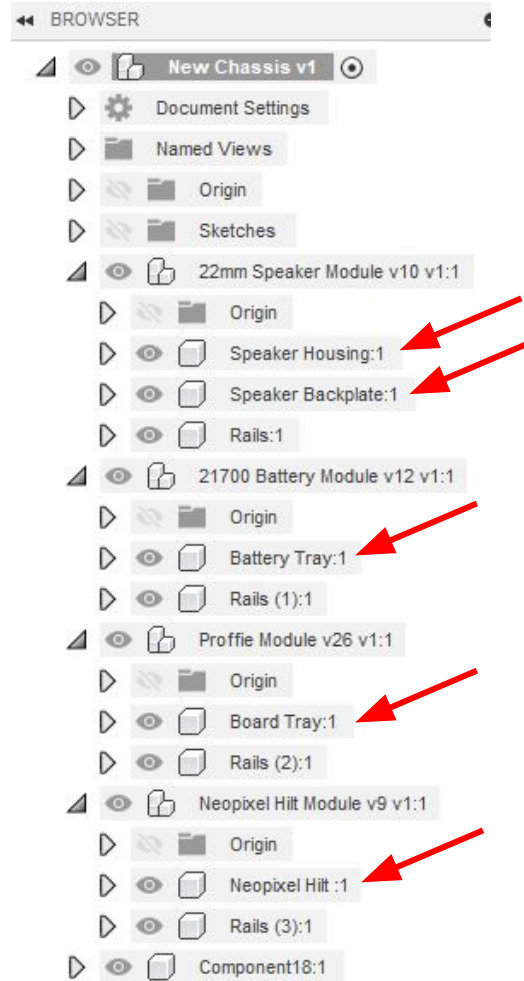 BROWSER
New Chassis v1
Document Settings
Named Views
Origin
Sketches
22mm Speaker Module v10 v1:1
Origin
Speaker Housing:1
Speaker Backplate:1
Rails:1
21700 Battery Module v12 v1:1
Origin
Battery Tray:1
Rails (1):1
Proffie Module v26 v1:1
Origin
Board Tray:1
Rails (2):1
Neopixel Hilt Module v9 v1:1
Origin
Neopixel Hilt :1
Rails (3):1
Component18:1